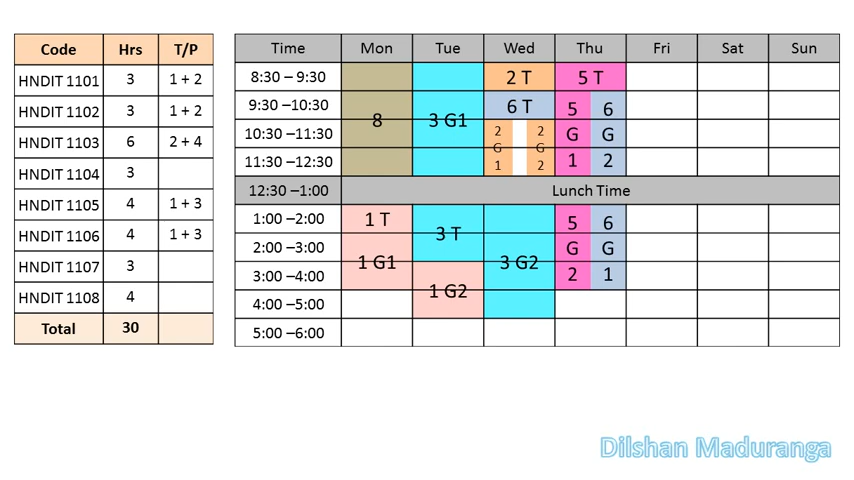 Code Hrs T/P
HNDIT 1101 3 1 + 2
HNDIT 1102 3 1 + 2
HNDIT 1103 6 2 + 4
HNDIT 1104 3
HNDIT 1105 4 1 + 3
HNDIT 1106 4 1 + 3
HNDIT 1107 3
HNDIT 1108 4
Total 30
Time Mon Tue Wed Thu Fri Sat Sun
8:30 – 9:30 2 T 5 T
9:30 –10:30 6 T
10:30 –11:30
11:30 –12:30
8
3 G1
2 G 1
2 G 2
5 G 1
6 G 2
12:30 –1:00 Lunch Time
1:00 –2:00 1 T
2:00 –3:00
3:00 –4:00
4:00 –5:00
5:00 –6:00
1 G1
3 T
1 G2
3 G2
5 G 2
6 G 1
Dilshan Maduranga